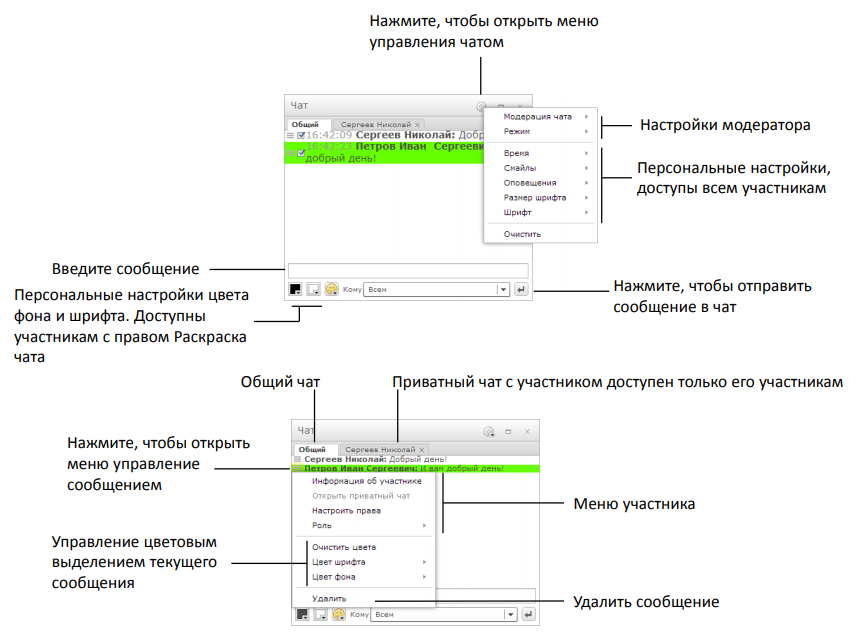 Нажмите, чтобы открыть меню
управления чатом
Чат
Общий
Сергеев Николай ×
16:42:09 Сергеев Николай: Доб
16:42:23 Петров Иван Сергееви
добрый день!
Модерация чата
Режим
Время
Смайлы
Оповещения
Размер шрифта
Шрифт
Очистить
Настройки модератора
Персональные настройки,
доступы всем участникам
Введите сообщение
Кому
Всем
Персональные настройки цвета
фона и шрифта. Доступны
участникам с правом Раскраска
чата
Нажмите, чтобы отправить
сообщение в чат
Общий чат
Приватный чат с участником доступен только его участникам
Чат
Общий
Сергеев Николай ×
Сергеев Николай: Добрый день!
Петров Иван Сергеевич: И вам добрый день!
Нажмите, чтобы открыть
меню управление
сообщением
Информация об участнике
Открыть приватный чат
Настроить права
Роль
Очистить цвета
Цвет шрифта
Цвет фона
Удалить
Меню участника
Управление цветовым
выделением текущего
сообщения
Кому
Всем
Удалить сообщение